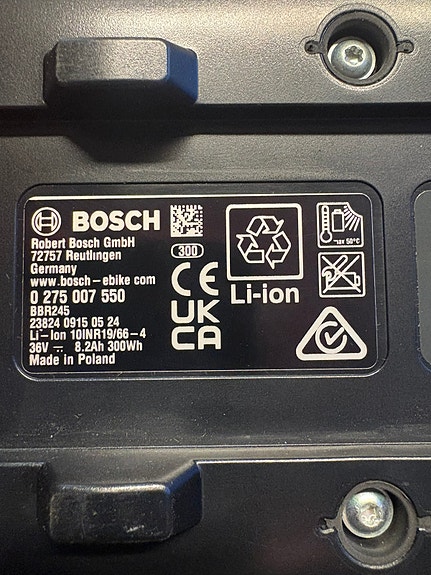 BOSCH
Robert Bosch GmbH
72757 Reutlingen
Germany
www.bosch-ebike com
0 275 007 550
BBR245
23824 0915 05 24
Li-ion 10INR19/66-4
36V ⎓ 8.2Ah 300Wh
Made in Poland
300
CE
UK
CA
Li-ion
max 50°C